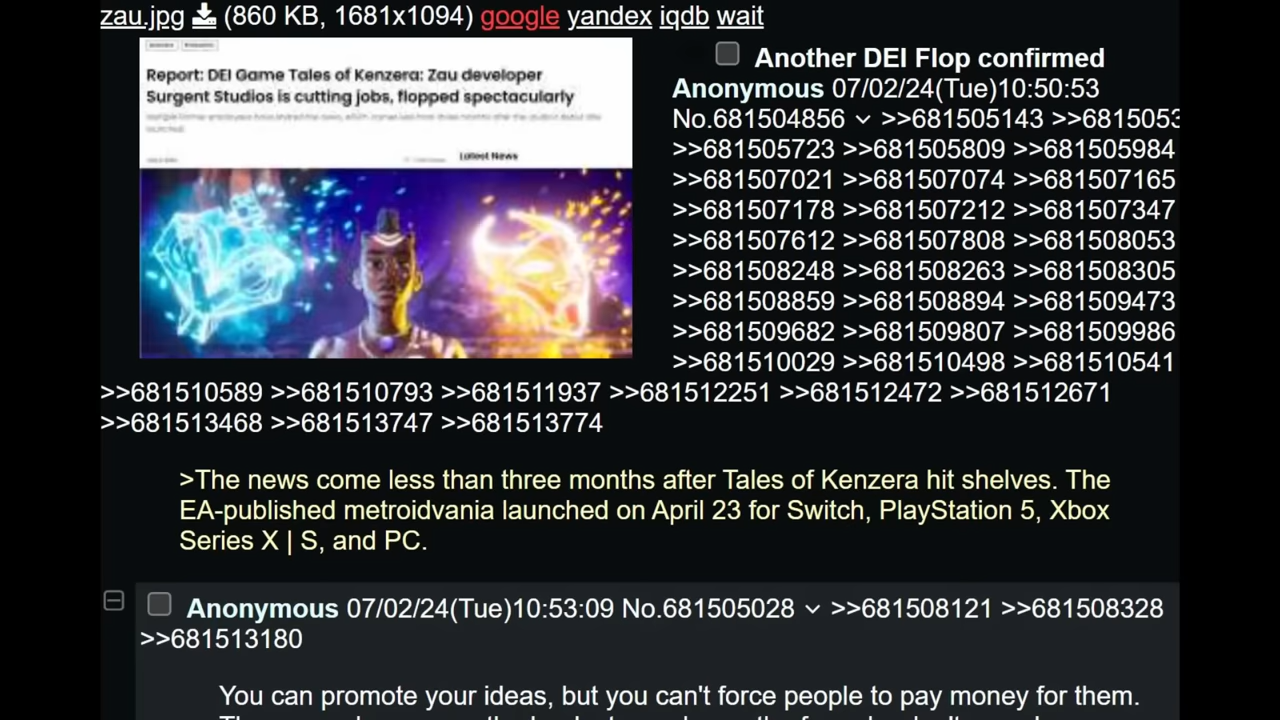 zau.jpg (860 KB, 1681x1094) google yandex iqdb wait
Report: DEI Game Tales of Kenzera: Zau developer
Surgent Studios is cutting jobs, flopped spectacularly
Latest News
Another DEI Flop confirmed
Anonymous 07/02/24(Tue)10:50:53
No.681504856 >>681505143 >>6815053
>>681505723 >>681505809 >>681505984
>>681507021 >>681507074 >>681507165
>>681507178 >>681507212 >>681507347
>>681507612 >>681507808 >>681508053
>>681508248 >>681508263 >>681508305
>>681508859 >>681508894 >>681509473
>>681509682 >>681509807 >>681509986
>>681510029 >>681510498 >>681510541
>>681510589 >>681510793 >>681511937 >>681512251 >>681512472 >>681512671
>>681513468 >>681513747 >>681513774
>The news come less than three months after Tales of Kenzera hit shelves. The
EA-published metroidvania launched on April 23 for Switch, PlayStation 5, Xbox
Series X | S, and PC.
Anonymous 07/02/24(Tue)10:53:09 No.681505028 >>681508121 >>681508328
>>681513180
You can promote your ideas, but you can't force people to pay money for them.